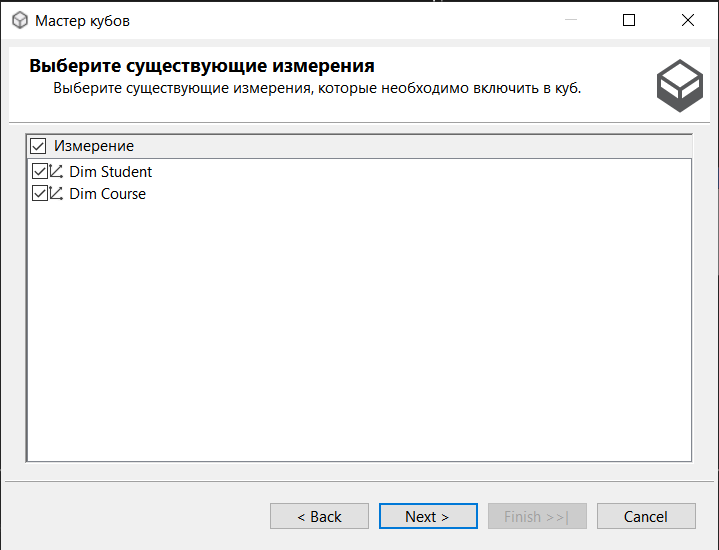 Мастер кубов
Выберите существующие измерения
Выберите существующие измерения, которые необходимо включить в куб.
Измерение
Dim Student
Dim Course
< Back
Next >
Finish >>|
Cancel